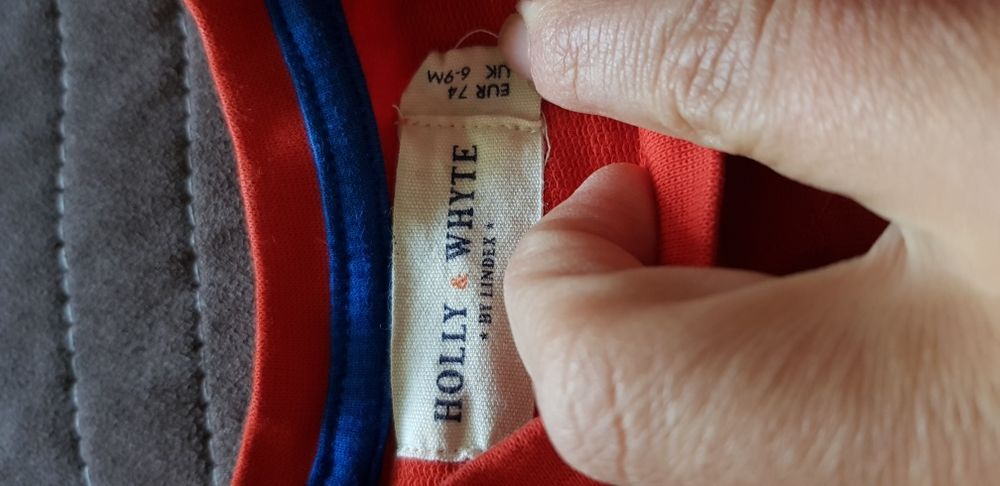 HOLLY & WHYTE
★ BY LINDEX ★
EUR 74
UK 6-9M